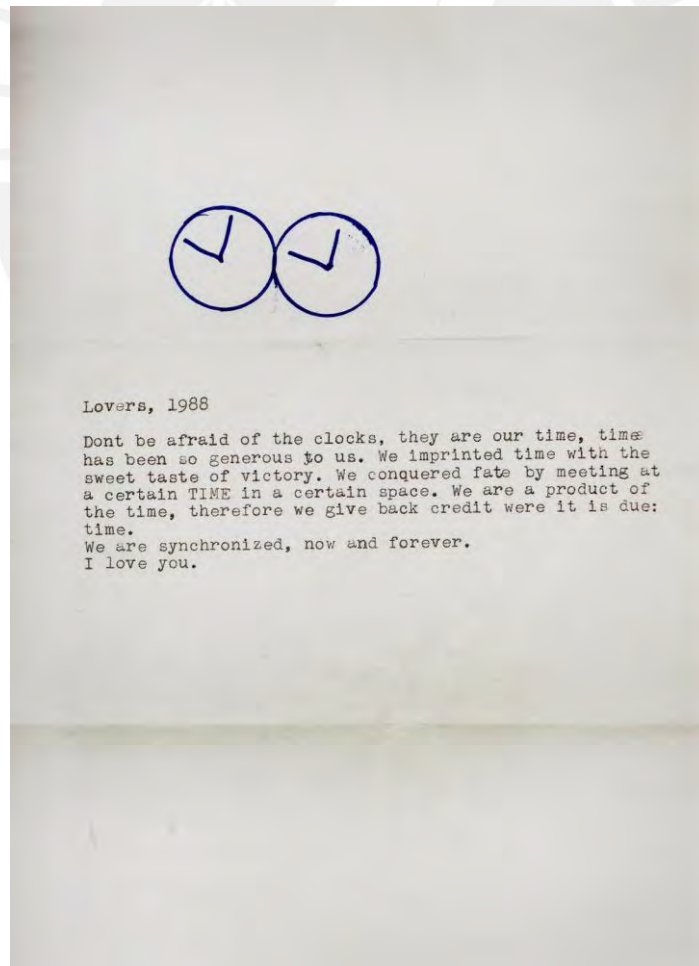 Lovers, 1988
Dont be afraid of the clocks, they are our time, time
has been so generous to us. We imprinted time with the
sweet taste of victory. We conquered fate by meeting at
a certain TIME in a certain space. We are a product of
the time, therefore we give back credit were it is due:
time.
We are synchronized, now and forever.
I love you.